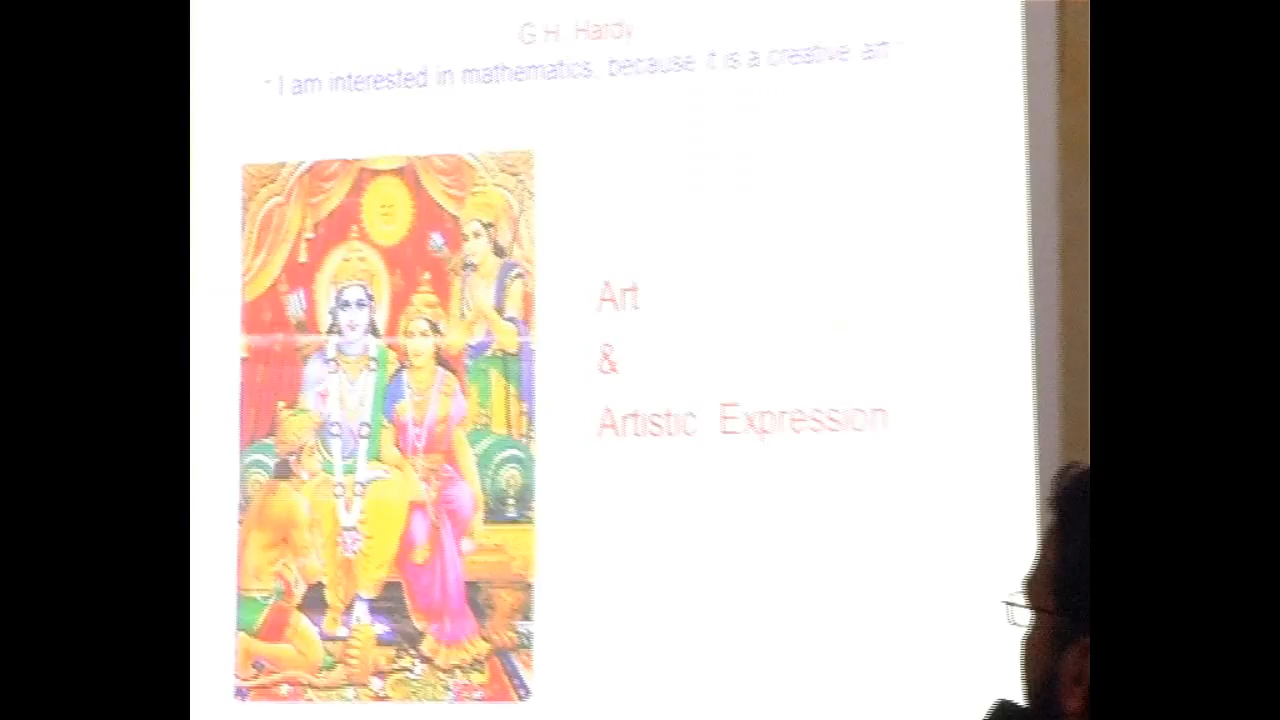 G H Hardy
" I am interested in mathematics, because it is a creative art "
Art
&
Artistic Expression